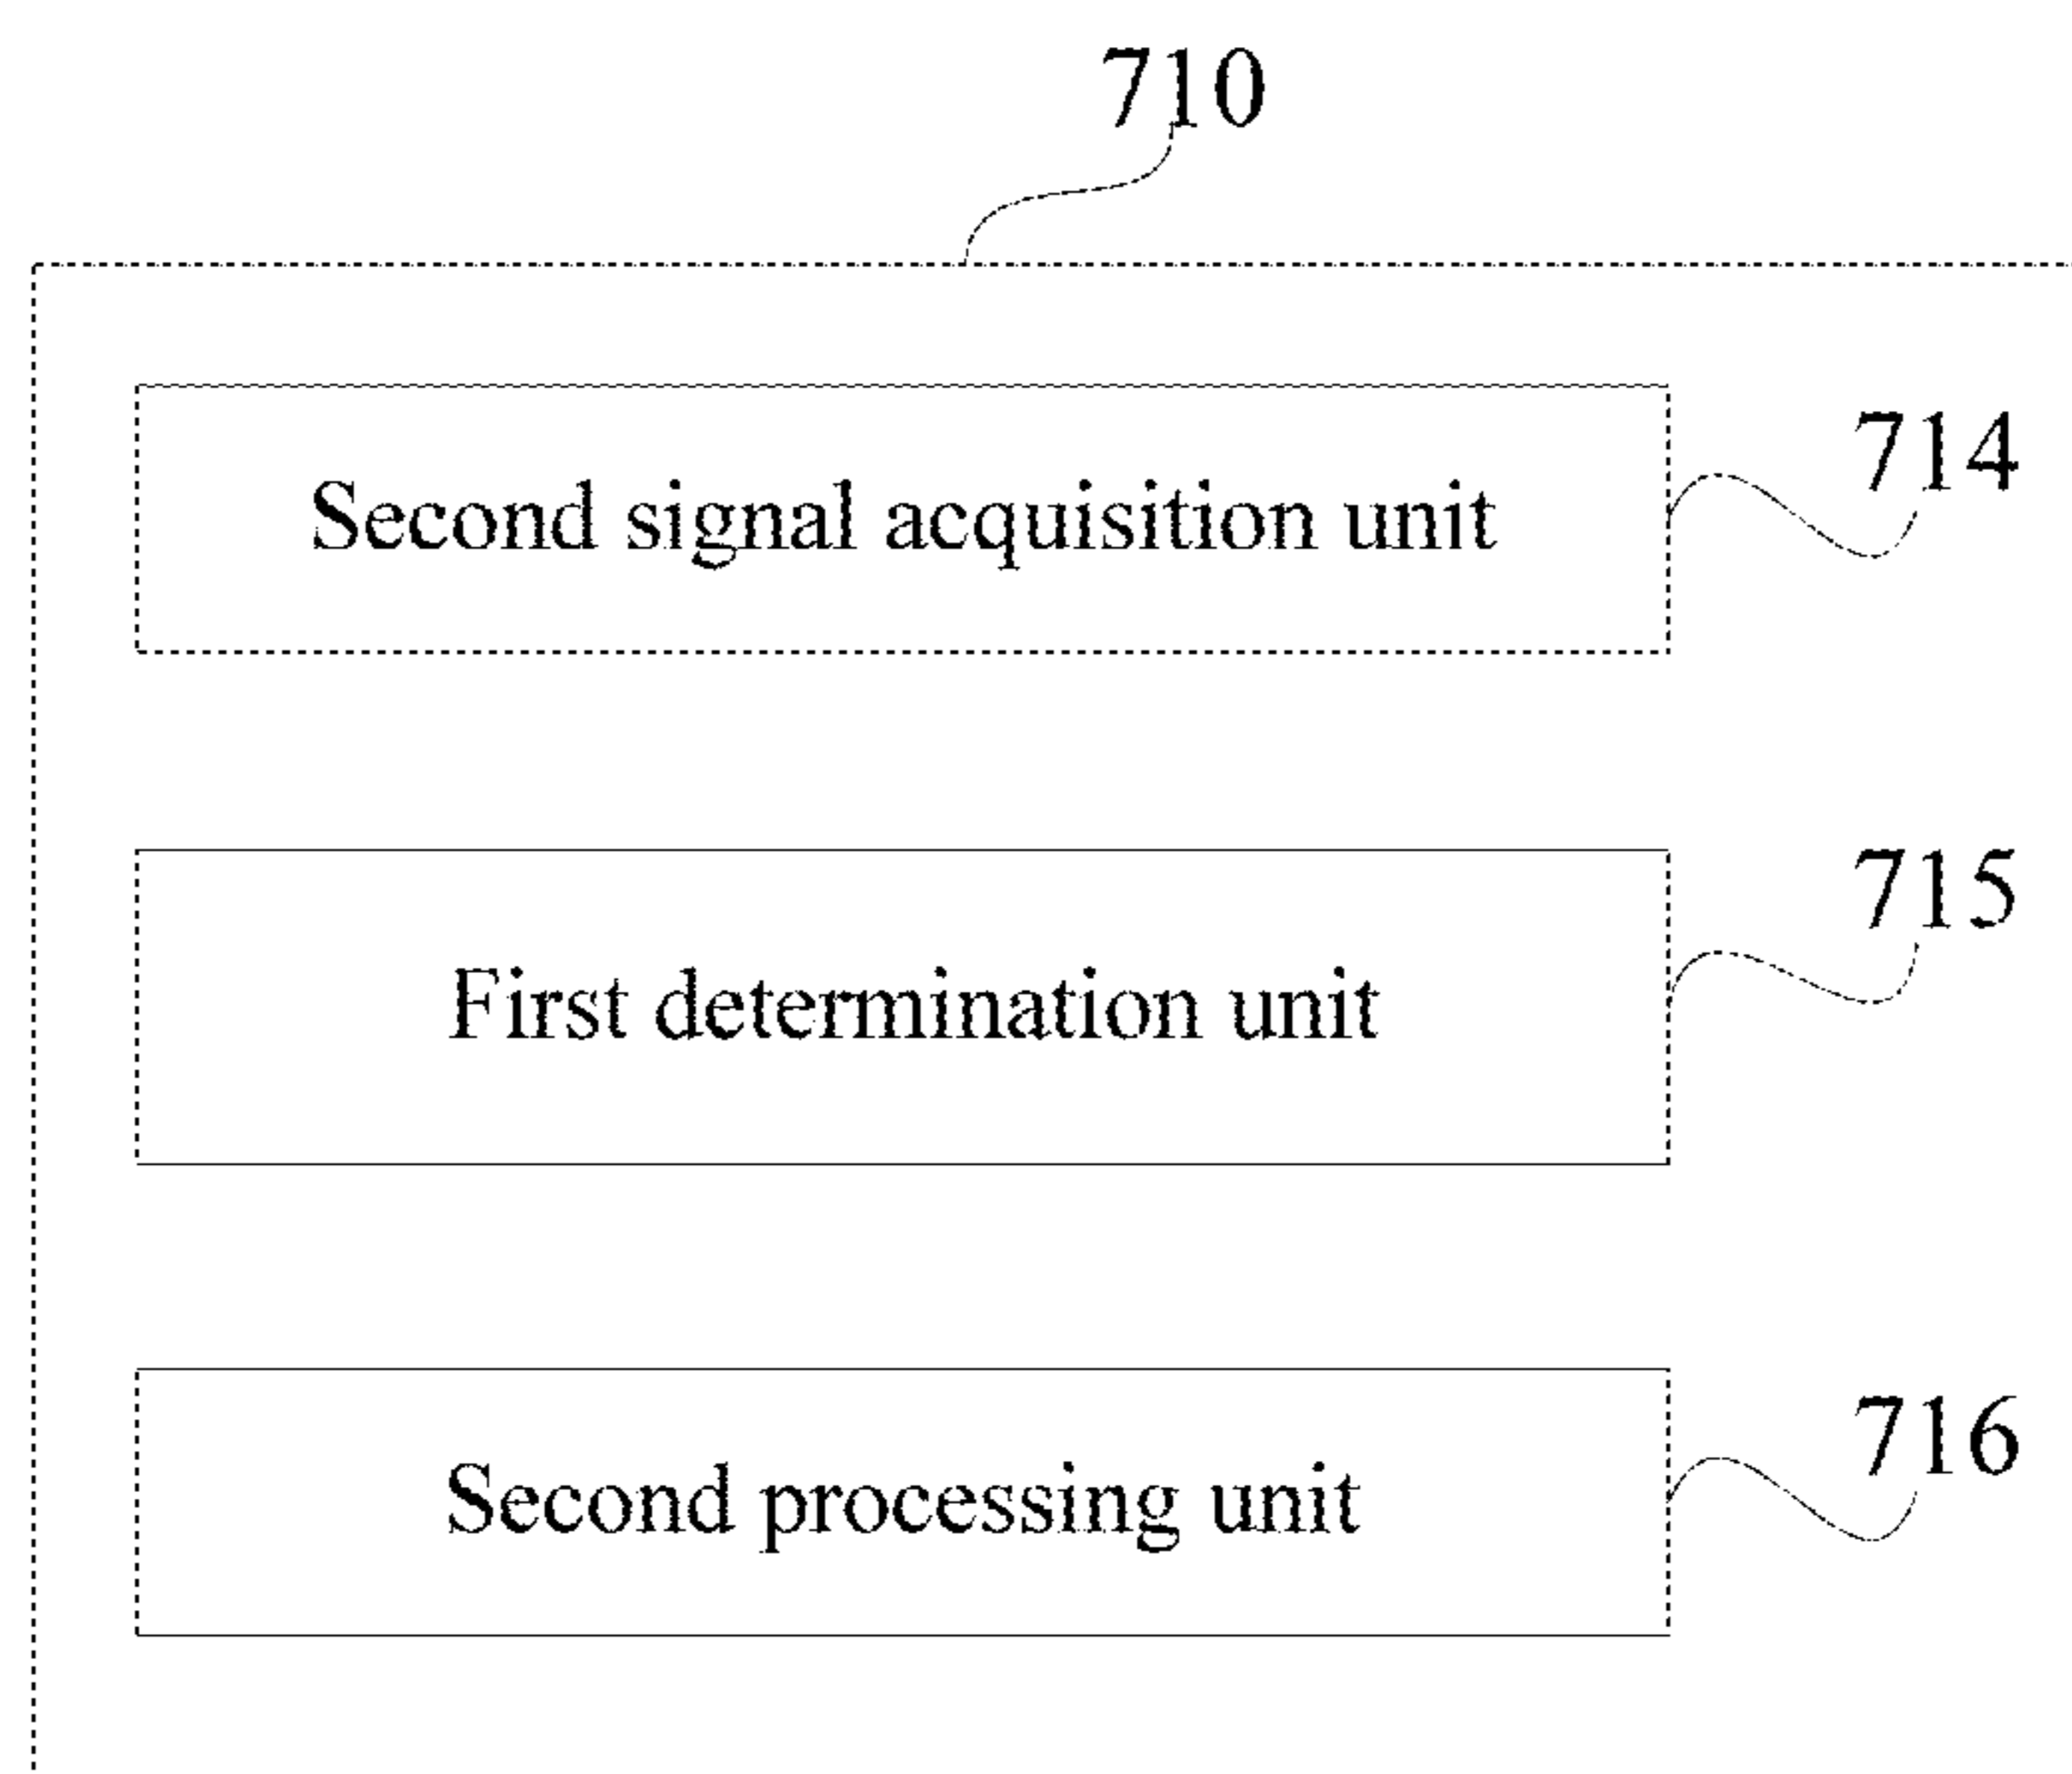 710
Second signal acquisition unit
714
First determination unit
715
Second processing unit
716